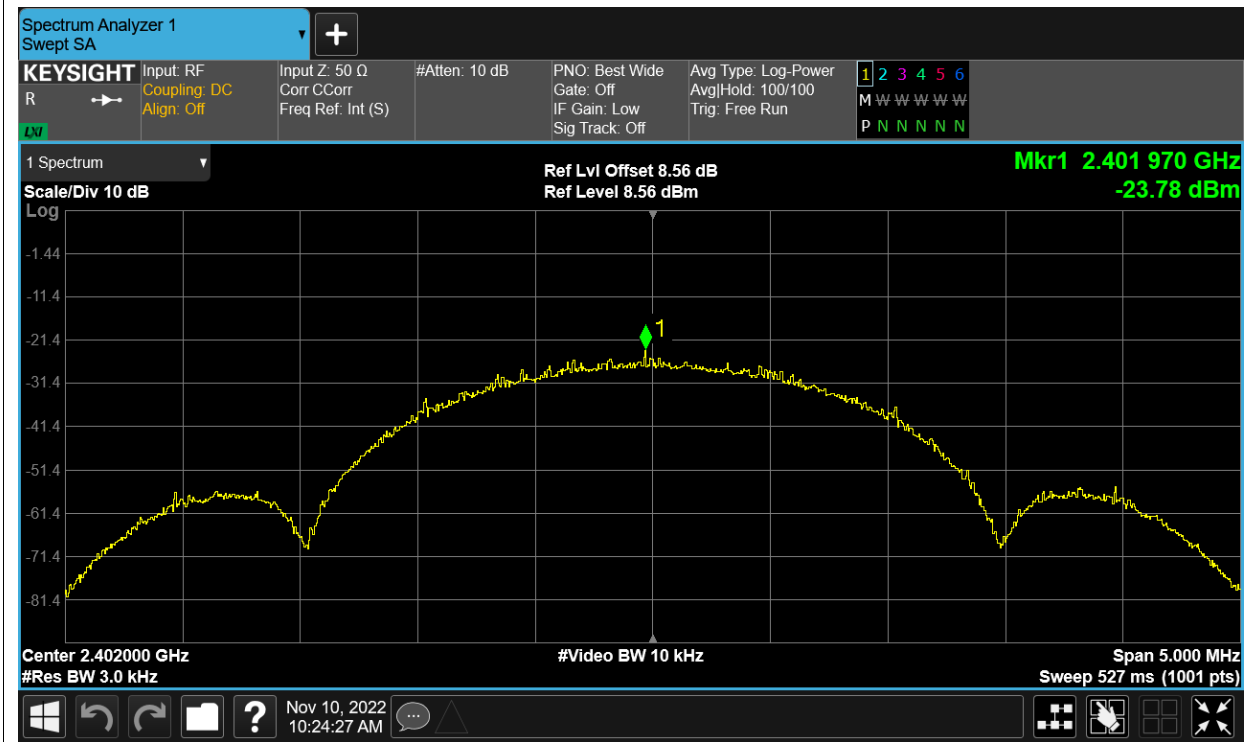 Spectrum Analyzer 1
Swept SA
+
KEYSIGHT
R
LXI
Input: RF
Coupling: DC
Align: Off
Input Z: 50 Ω
Corr CCorr
Freq Ref: Int (S)
#Atten: 10 dB
PNO: Best Wide
Gate: Off
IF Gain: Low
Sig Track: Off
Avg Type: Log-Power
Avg|Hold: 100/100
Trig: Free Run
1 2 3 4 5 6
M W W W W W
P N N N N N
1 Spectrum
Scale/Div 10 dB
Log
Ref Lvl Offset 8.56 dB
Ref Level 8.56 dBm
Mkr1 2.401 970 GHz
-23.78 dBm
-1.44
-11.4
-21.4
-31.4
-41.4
-51.4
-61.4
-71.4
-81.4
1
Center 2.402000 GHz
#Res BW 3.0 kHz
#Video BW 10 kHz
Span 5.000 MHz
Sweep 527 ms (1001 pts)
?
Nov 10, 2022
10:24:27 AM